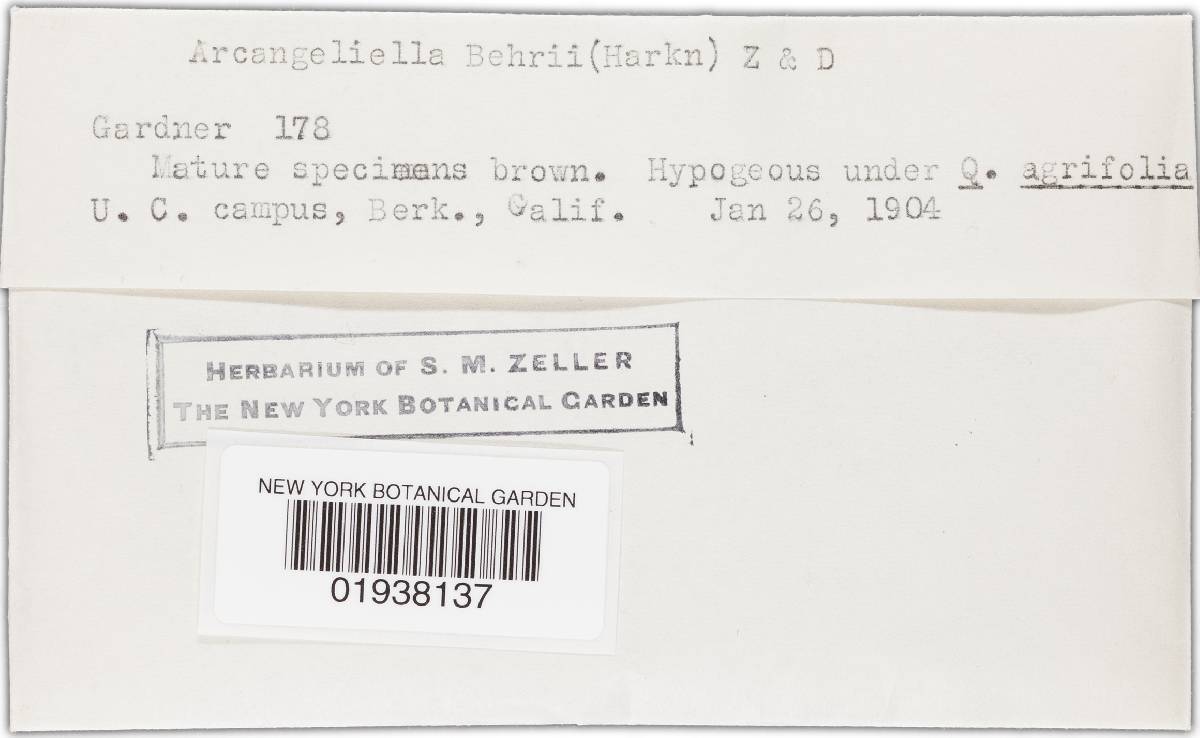 Arcangeliella Behrii(Harkn) Z & D
Gardner 178
Mature specimens brown. Hypogeous under Q. agrifolia
U. C. campus, Berk., Calif. Jan 26, 1904
HERBARIUM OF S. M. ZELLER
THE NEW YORK BOTANICAL GARDEN
NEW YORK BOTANICAL GARDEN
01938137